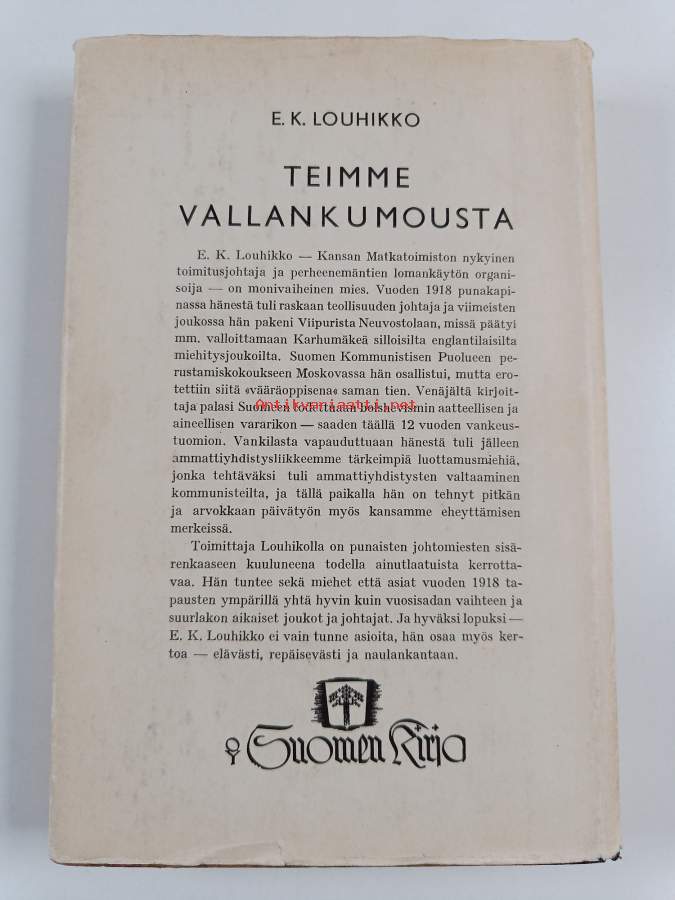 E. K. LOUHIKKO
TEIMME
VALLANKUMOUSTA
E. K. Louhikko — Kansan Matkatoimiston nykyinen
toimitusjohtaja ja perheenemäntien lomankäytön organi-
soija — on monivaiheinen mies. Vuoden 1918 punakapi-
nassa hänestä tuli raskaan teollisuuden johtaja ja viimeisten
joukossa hän pakeni Viipurista Neuvostolaan, missä päätyi
mm. valloittamaan Karhumäkeä silloisilta englantilaisilta
miehitysjoukoilta. Suomen Kommunistisen Puolueen pe-
rustamiskokoukseen Moskovassa hän osallistui, mutta ero-
tettiin siitä «vääräoppisena« saman tien. Venäjältä kirjoit-
taja palasi Suomeen todettuaan bolshevismin aatteellisen ja
Antikvariaatti.net
aineellisen vararikon — saaden täällä 12 vuoden vankeus-
tuomion. Vankilasta vapauduttuaan hänestä tuli jälleen
ammattiyhdistysliikkeemme tärkeimpiä luottamusmiehiä,
jonka tehtäväksi tuli ammattiyhdistysten valtaaminen
kommunisteilta, ja tällä paikalla hän on tehnyt pitkän
ja arvokkaan päivätyön myös kansamme eheyttämisen
merkeissä.
Toimittaja Louhikolla on punaisten johtomiesten sisä-
renkaaseen kuuluneena todella ainutlaatuista kerrotta-
vaa. Hän tuntee sekä miehet että asiat vuoden 1918 ta-
pausten ympärillä yhtä hyvin kuin vuosisadan vaihteen ja
suurlakon aikaiset joukot ja johtajat. Ja hyväksi lopuksi —
E. K. Louhikko ei vain tunne asioita, hän osaa myös ker-
toa — elävästi, repäisevästi ja naulankantaan.
Suomen Kirja